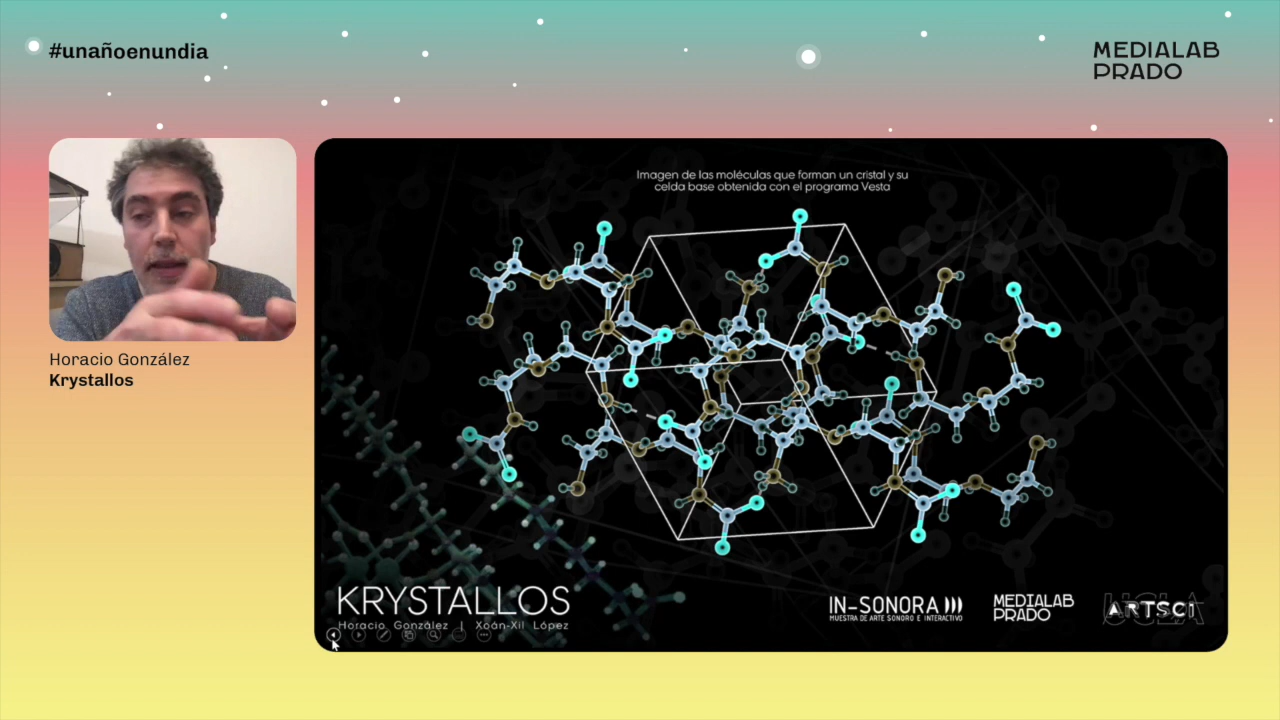 #unañoenundia
MEDIALAB
PRADO
Horacio González
Krystallos
Imagen de las moléculas que forman un cristal y su
celda base obtenida con el programa Vesta
KRYSTALLOS
Horacio González | Xoán-Xil López
IN-SONORA
MUESTRA DE ARTE SONORO E INTERACTIVO
MEDIALAB
PRADO
UCLA
ARTSCI